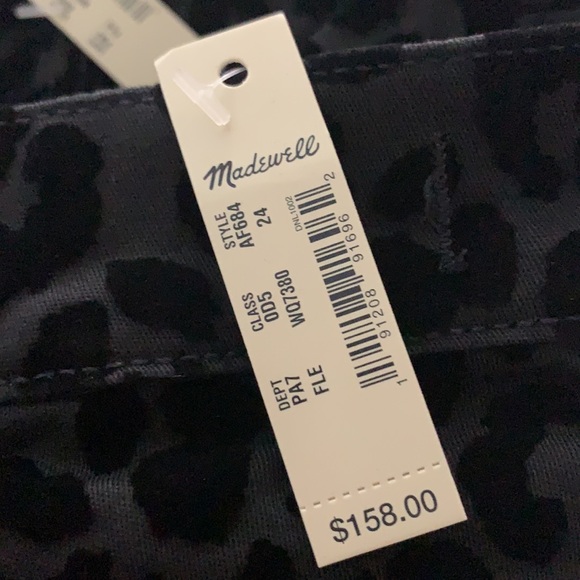 Madewell
STYLE
AF684
24
CLASS
0D5
WQ7380
DEPT
PA7
FLE
DNL1002
1 91208 91696 2
$158.00